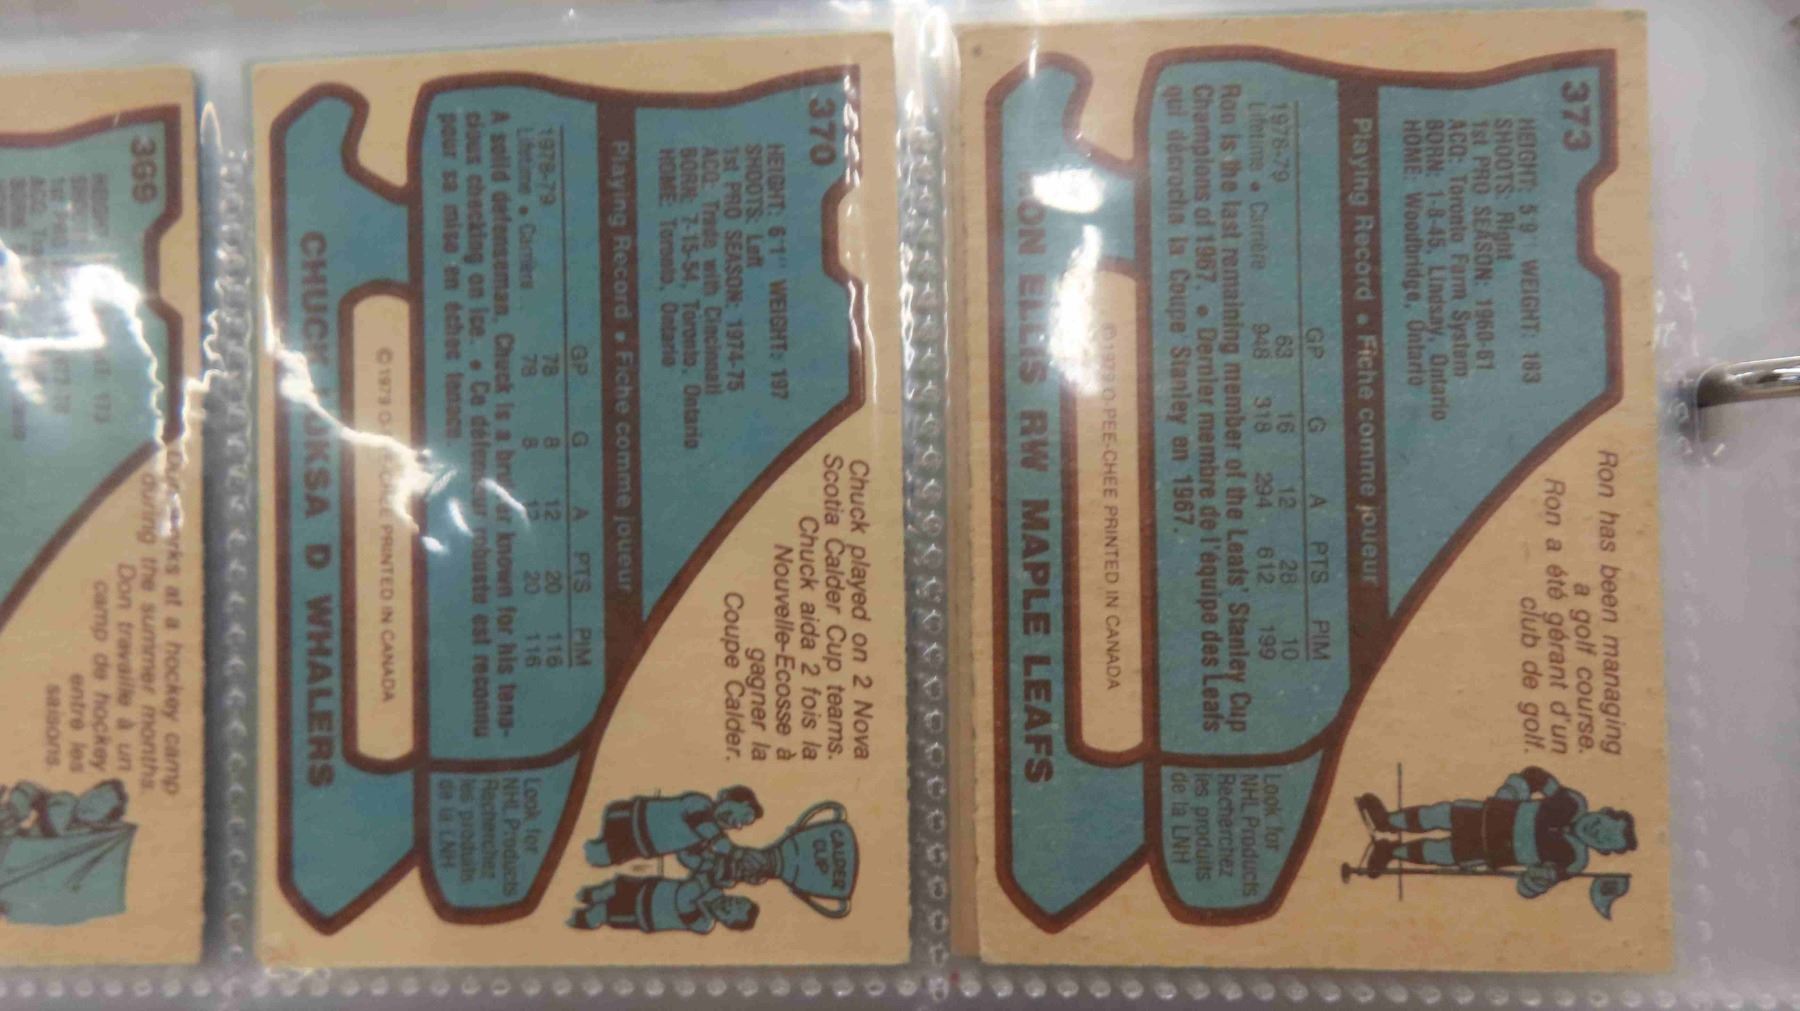 373
HEIGHT: 5'9" WEIGHT: 183
SHOOTS: Right
1st PRO SEASON: 1960-61
ACQ: Toronto Farm System
BORN: 1-8-45, Lindsay, Ontario
HOME: Woodbridge, Ontario
Ron has been managing
a golf course.
Ron a été gérant d'un
club de golf.
Playing Record • Fiche comme joueur
GP G A PTS PIM
1978-79 63 16 12 28 10
Lifetime • Carrière 948 318 294 612 199
Ron is the last remaining member of the Leafs' Stanley Cup
Champions of 1967. • Dernier membre de l'équipe des Leafs
qui décrocha la Coupe Stanley en 1967.
Look for
NHL Products
Recherchez
les produits
de la LNH
© 1979 O-PEE-CHEE PRINTED IN CANADA
ON ELLIS RW MAPLE LEAFS
370
HEIGHT: 6'1" WEIGHT: 197
SHOOTS: Left
1st PRO SEASON: 1974-75
ACQ: Trade with Cincinnati
BORN: 7-15-54, Toronto, Ontario
HOME: Toronto, Ontario
Chuck played on 2 Nova
Scotia Calder Cup teams.
Chuck aida 2 fois la
Nouvelle-Ecosse à
gagner la
Coupe Calder.
CALDER
CUP
Playing Record • Fiche comme joueur
GP G A PTS PIM
1978-79 78 8 12 20 116
Lifetime • Carrière 78 8 12 20 116
A solid defenseman, Chuck is a known for his tena-
cious checking on ice. • Ce robuste est reconnu
pour sa mise en échec tenace.
Look for
NHL Products
Recherchez
les produits
de la LNH
© 1979 PRINTED IN CANADA
CHUCK D WHALERS
369
at a hockey camp
during the summer months.
Don travaille à un
camp de hockey
entre les
saisons.